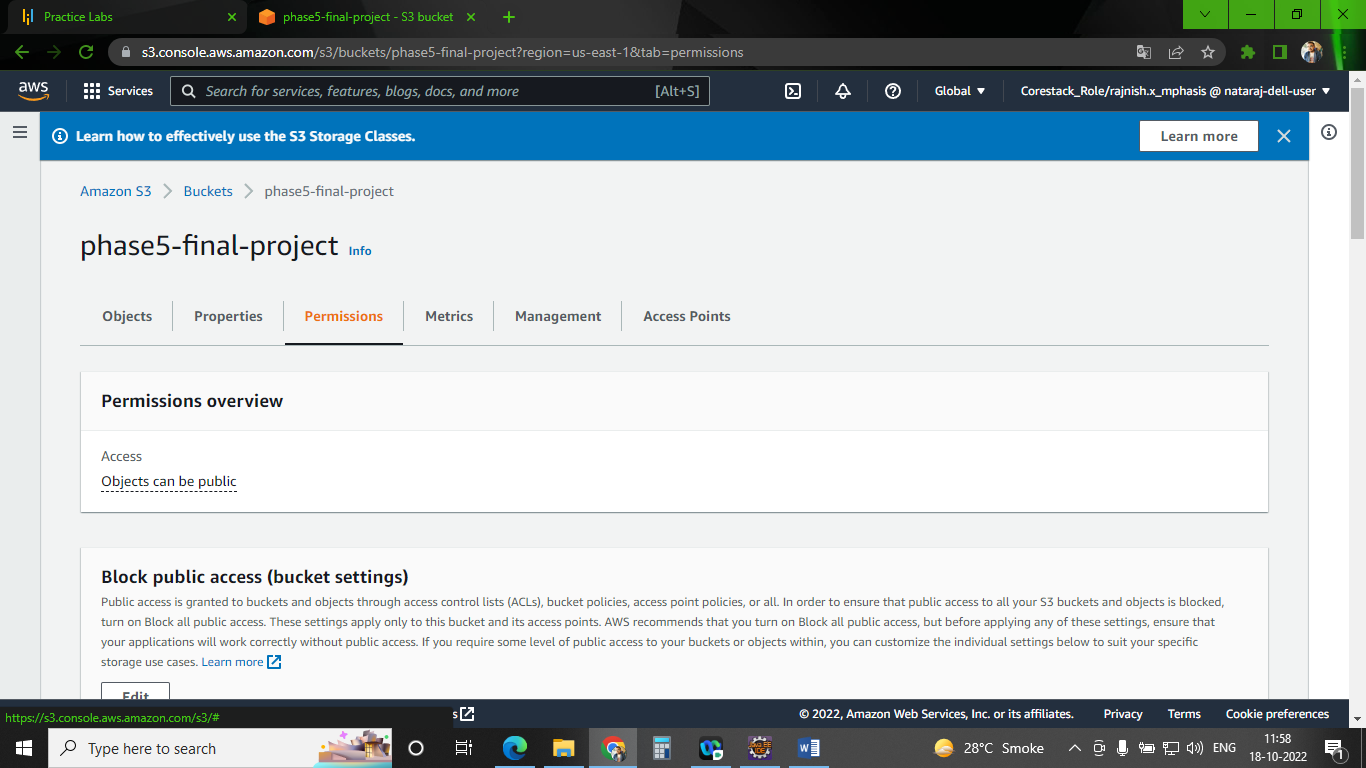 Practice Labs
phase5-final-project - S3 bucket
s3.console.aws.amazon.com/s3/buckets/phase5-final-project?region=us-east-1&tab=permissions
aws
Services
Search for services, features, blogs, docs, and more
[Alt+S]
Global
Corestack_Role/rajnish.x_mphasis @ nataraj-dell-user
Learn how to effectively use the S3 Storage Classes.
Learn more
Amazon S3
Buckets
phase5-final-project
phase5-final-project
Info
Objects
Properties
Permissions
Metrics
Management
Access Points
Permissions overview
Access
Objects can be public
Block public access (bucket settings)
Public access is granted to buckets and objects through access control lists (ACLs), bucket policies, access point policies, or all. In order to ensure that public access to all your S3 buckets and objects is blocked,
turn on Block all public access. These settings apply only to this bucket and its access points. AWS recommends that you turn on Block all public access, but before applying any of these settings, ensure that
your applications will work correctly without public access. If you require some level of public access to your buckets or objects within, you can customize the individual settings below to suit your specific
storage use cases. Learn more
Edit
https://s3.console.aws.amazon.com/s3/#
s
© 2022, Amazon Web Services, Inc. or its affiliates.
Privacy
Terms
Cookie preferences
Type here to search
28°C Smoke
ENG
11:58
18-10-2022
1